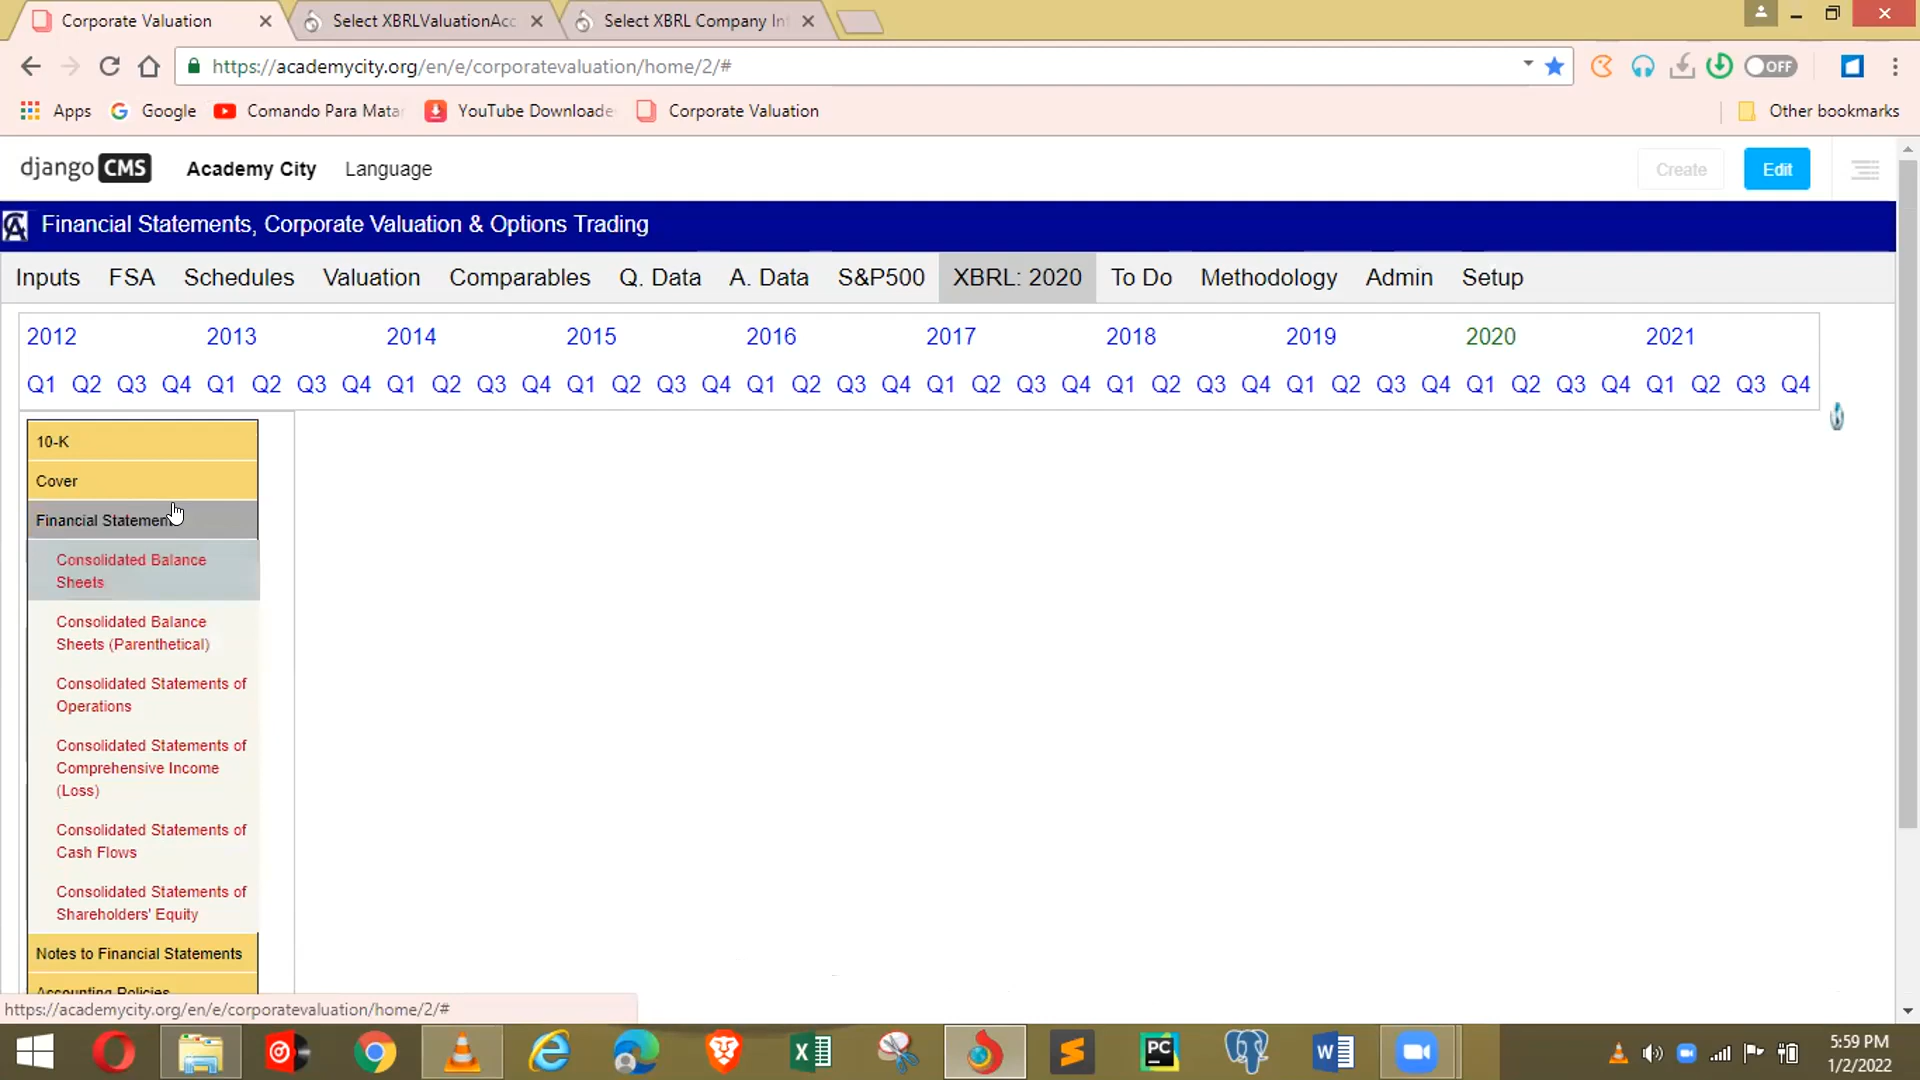 Corporate Valuation
Select XBRLValuationAcc
Select XBRL Company In
https://academycity.org/en/e/corporatevaluation/home/2/#
OFF
Apps
Google
Comando Para Matar
YouTube Downloade
Corporate Valuation
Other bookmarks
django CMS
Academy City
Language
Create
Edit
Financial Statements, Corporate Valuation & Options Trading
Inputs FSA Schedules Valuation Comparables Q. Data A. Data S&P500 XBRL: 2020 To Do Methodology Admin Setup
2012 2013 2014 2015 2016 2017 2018 2019 2020 2021
Q1 Q2 Q3 Q4 Q1 Q2 Q3 Q4 Q1 Q2 Q3 Q4 Q1 Q2 Q3 Q4 Q1 Q2 Q3 Q4 Q1 Q2 Q3 Q4 Q1 Q2 Q3 Q4 Q1 Q2 Q3 Q4 Q1 Q2 Q3 Q4 Q1 Q2 Q3 Q4
10-K
Cover
Financial Statement
Consolidated Balance
Sheets
Consolidated Balance
Sheets (Parenthetical)
Consolidated Statements of
Operations
Consolidated Statements of
Comprehensive Income
(Loss)
Consolidated Statements of
Cash Flows
Consolidated Statements of
Shareholders' Equity
Notes to Financial Statements
Accounting Policies
https://academycity.org/en/e/corporatevaluation/home/2/#
5:59 PM
1/2/2022